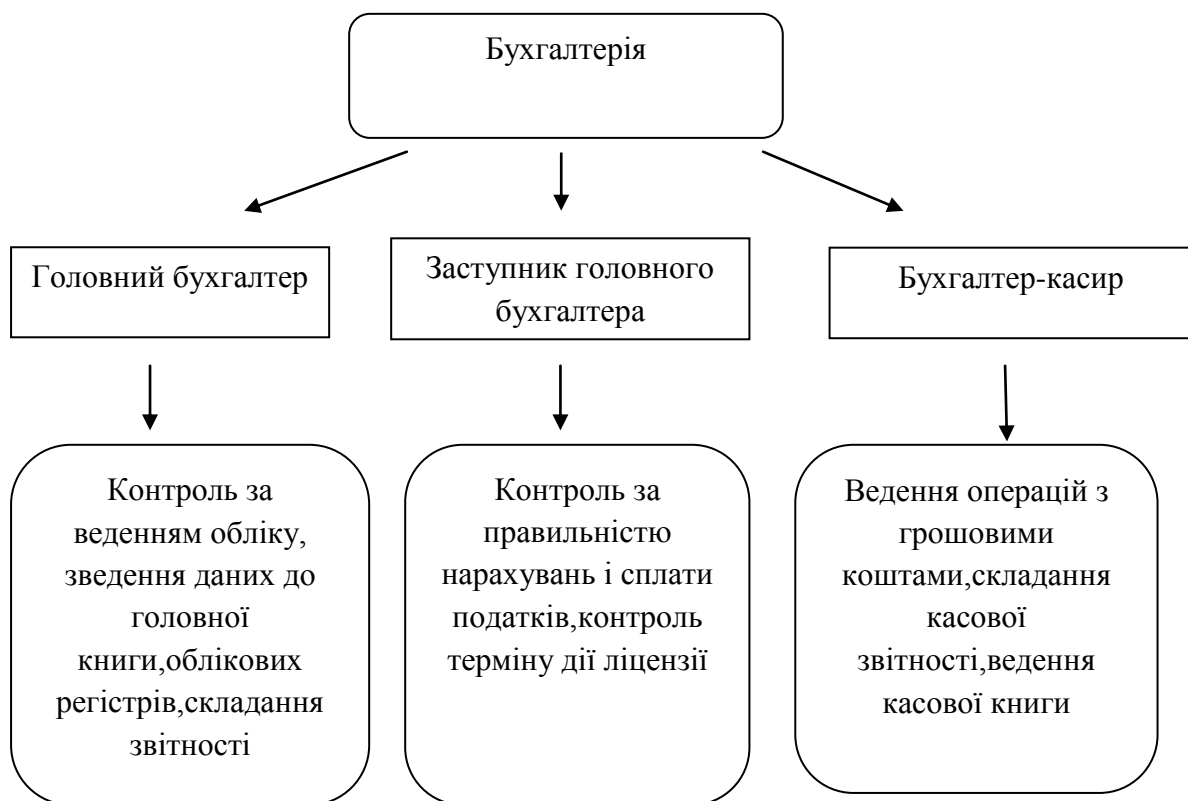 Бухгалтерія
Головний бухгалтер
Заступник головного
бухгалтера
Бухгалтер-касир
Контроль за
веденням обліку,
зведення даних до
головної
книги,облікових
регістрів,складання
звітності
Контроль за
правильністю
нарахувань і сплати
податків,контроль
терміну дії ліцензії
Ведення операцій з
грошовими
коштами,складання
касової
звітності,ведення
касової книги